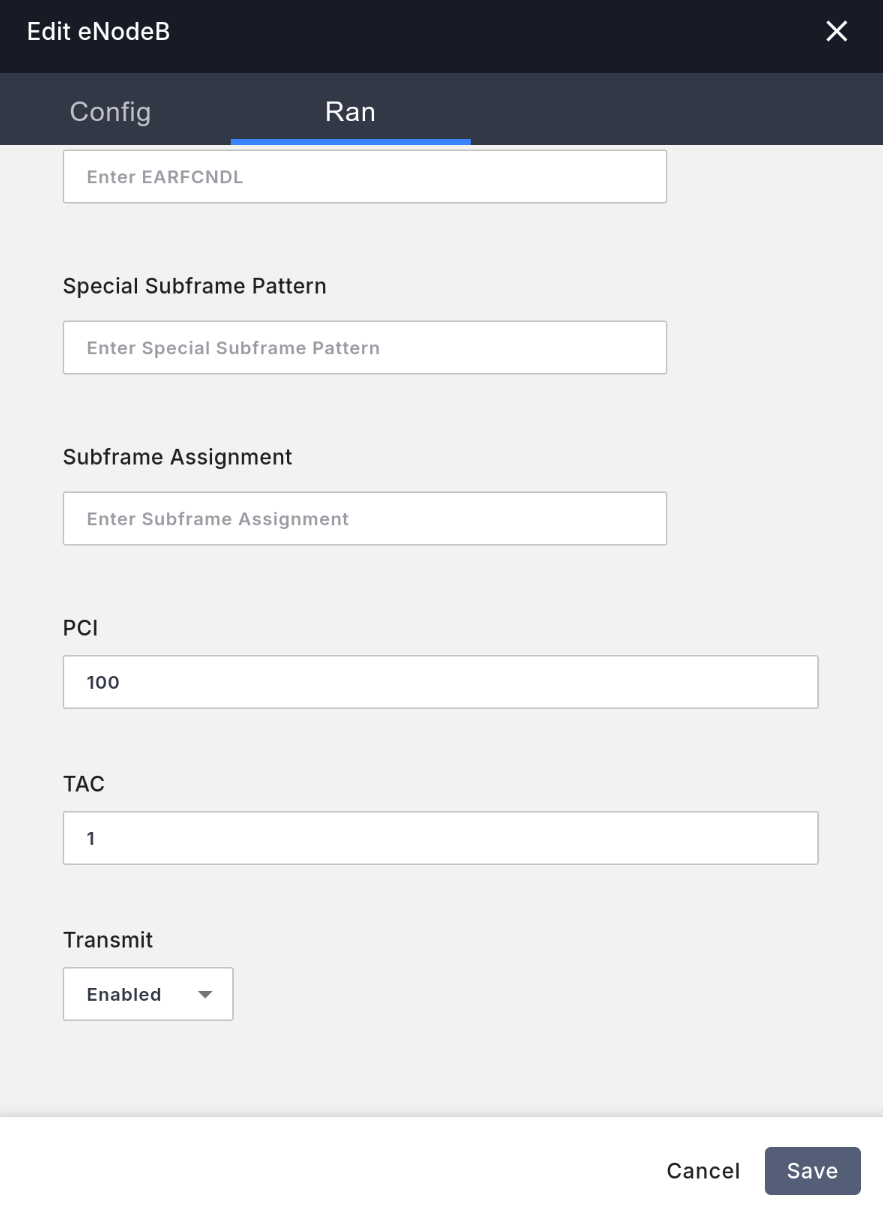 Edit eNodeB
Config
Ran
Enter EARFCNDL
Special Subframe Pattern
Enter Special Subframe Pattern
Subframe Assignment
Enter Subframe Assignment
PCI
100
TAC
1
Transmit
Enabled
Cancel
Save